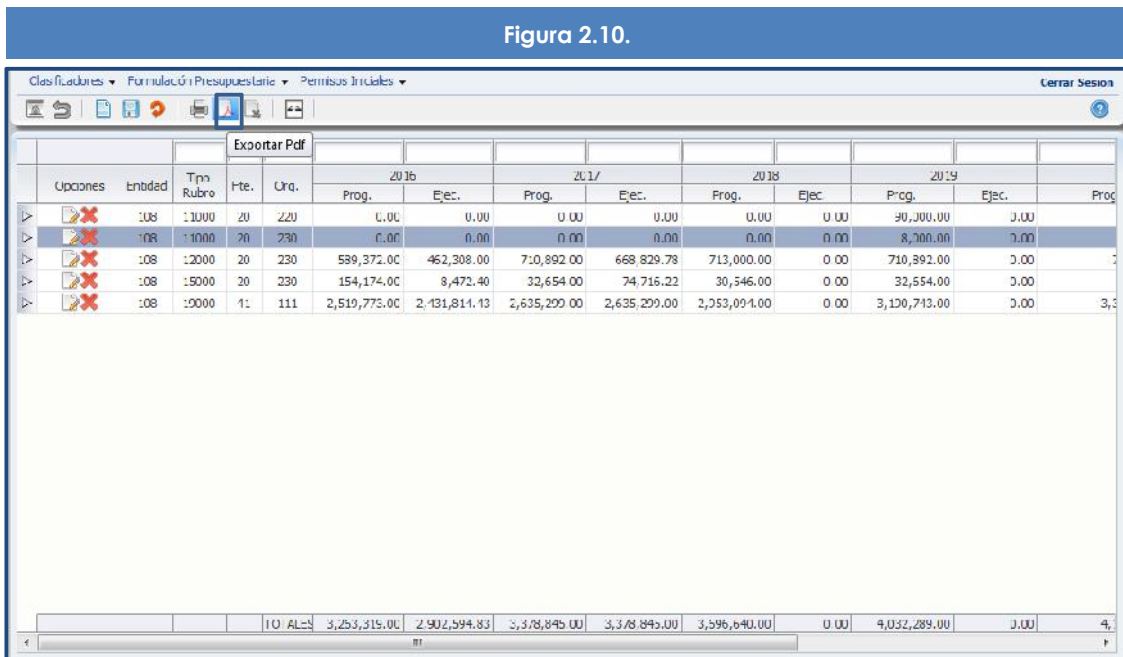 Figura 2.10.
Clasificadores Formulación Presupuestaria Permisos Iniciales Cerrar Sesion
Exportar Pdf
Opciones Entidad Tipo Rubro Fte. Org. 2016 2017 2018 2019
Prog. Ejec. Prog. Ejec. Prog. Ejec. Prog. Ejec. Prog
108 11000 20 220 0.00 0.00 0.00 0.00 0.00 0.00 90,000.00 0.00
108 11000 20 230 0.00 0.00 0.00 0.00 0.00 0.00 8,000.00 0.00
108 12000 20 230 589,372.00 462,308.00 710,892.00 668,829.78 713,000.00 0.00 710,892.00 0.00
108 15000 20 230 154,174.00 8,472.40 32,654.00 74,716.22 30,546.00 0.00 32,654.00 0.00
108 19000 41 111 2,519,773.00 2,431,814.43 2,635,299.00 2,635,299.00 2,853,094.00 0.00 3,190,743.00 0.00 3,3
TOTALES 3,263,319.00 2,902,594.83 3,378,845.00 3,378,845.00 3,596,640.00 0.00 4,032,289.00 0.00 4,